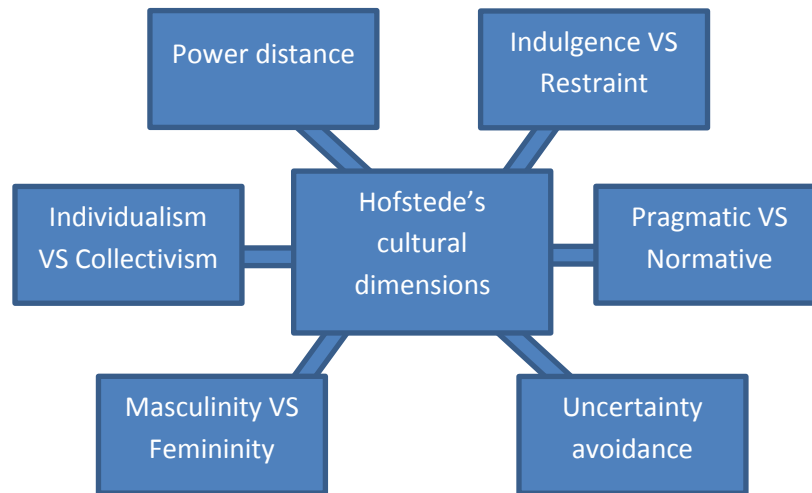 Power distance
Indulgence VS
Restraint
Individualism
VS Collectivism
Hofstede’s
cultural
dimensions
Pragmatic VS
Normative
Masculinity VS
Femininity
Uncertainty
avoidance